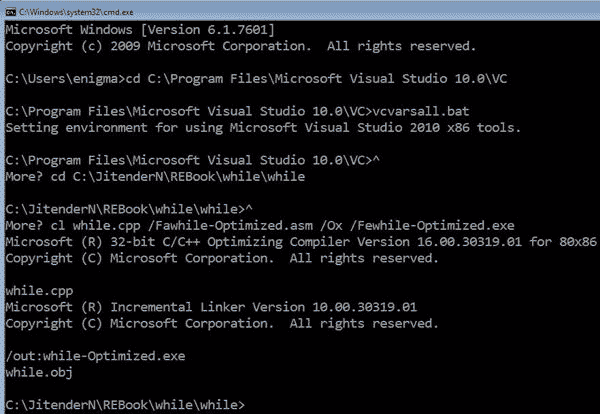 C:\Windows\system32\cmd.exe
Microsoft Windows [Version 6.1.7601]
Copyright (c) 2009 Microsoft Corporation.  All rights reserved.
C:\Users\enigma>cd C:\Program Files\Microsoft Visual Studio 10.0\VC
C:\Program Files\Microsoft Visual Studio 10.0\VC>vcvarsall.bat
Setting environment for using Microsoft Visual Studio 2010 x86 tools.
C:\Program Files\Microsoft Visual Studio 10.0\VC>^
More? cd C:\JitenderN\REBook\while\while
C:\JitenderN\REBook\while\while>^
More? cl while.cpp /Fawhile-Optimized.asm /Ox /Fewhile-Optimized.exe
Microsoft (R) 32-bit C/C++ Optimizing Compiler Version 16.00.30319.01 for 80x86
Copyright (C) Microsoft Corporation.  All rights reserved.
while.cpp
Microsoft (R) Incremental Linker Version 10.00.30319.01
Copyright (C) Microsoft Corporation.  All rights reserved.
/out:while-Optimized.exe
while.obj
C:\JitenderN\REBook\while\while>